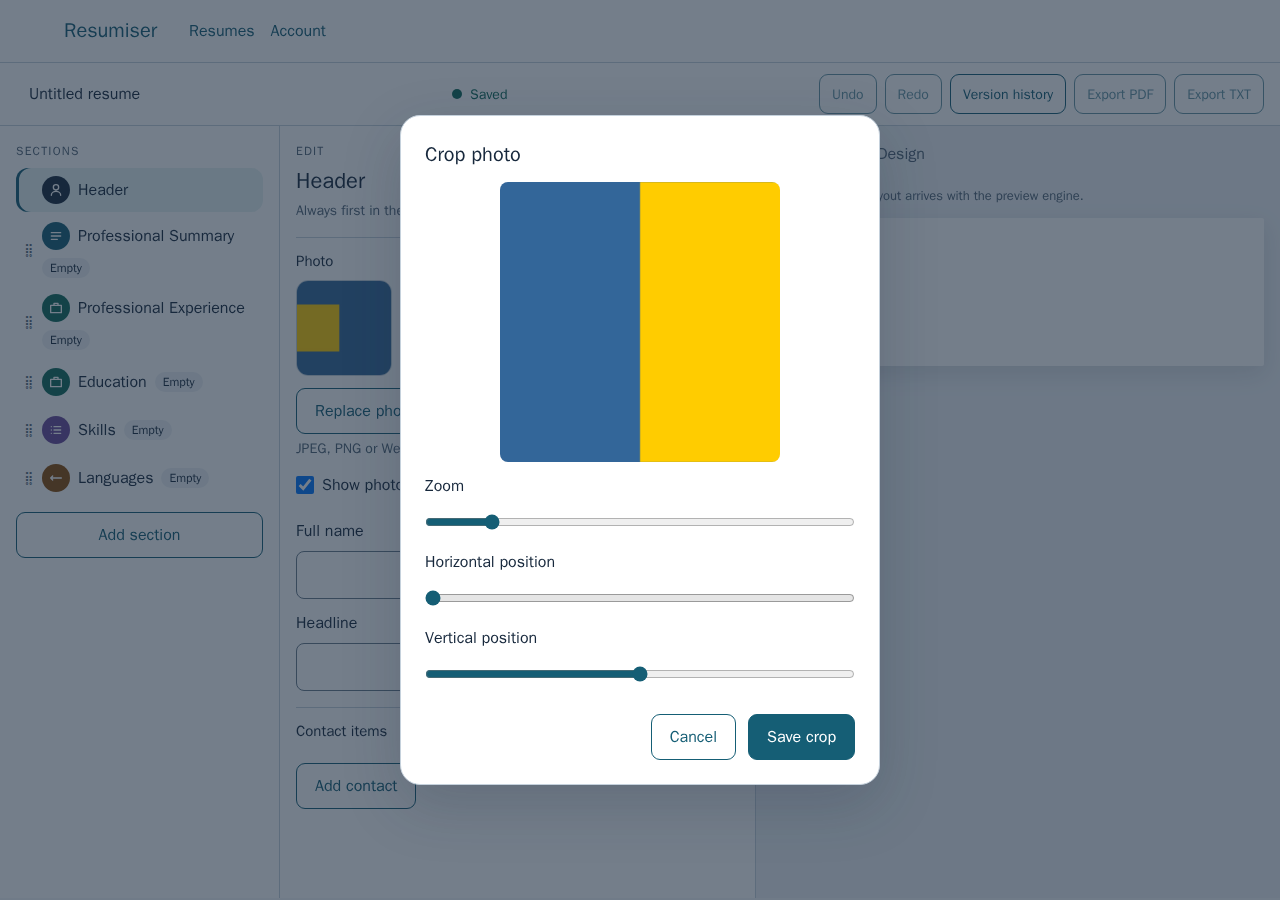 Resumiser Resumes Account
Untitled resume Saved Undo Redo Version history Export PDF Export TXT
SECTIONS
Header
Professional Summary
Empty
Professional Experience
Empty
Education Empty
Skills Empty
Languages Empty
Add section
EDIT
Header
Always first in the
Photo
Replace pho
JPEG, PNG or We
Show photo
Full name
Headline
Contact items
Add contact
Crop photo
Zoom
Horizontal position
Vertical position
Cancel Save crop
Design
arrives with the preview engine.